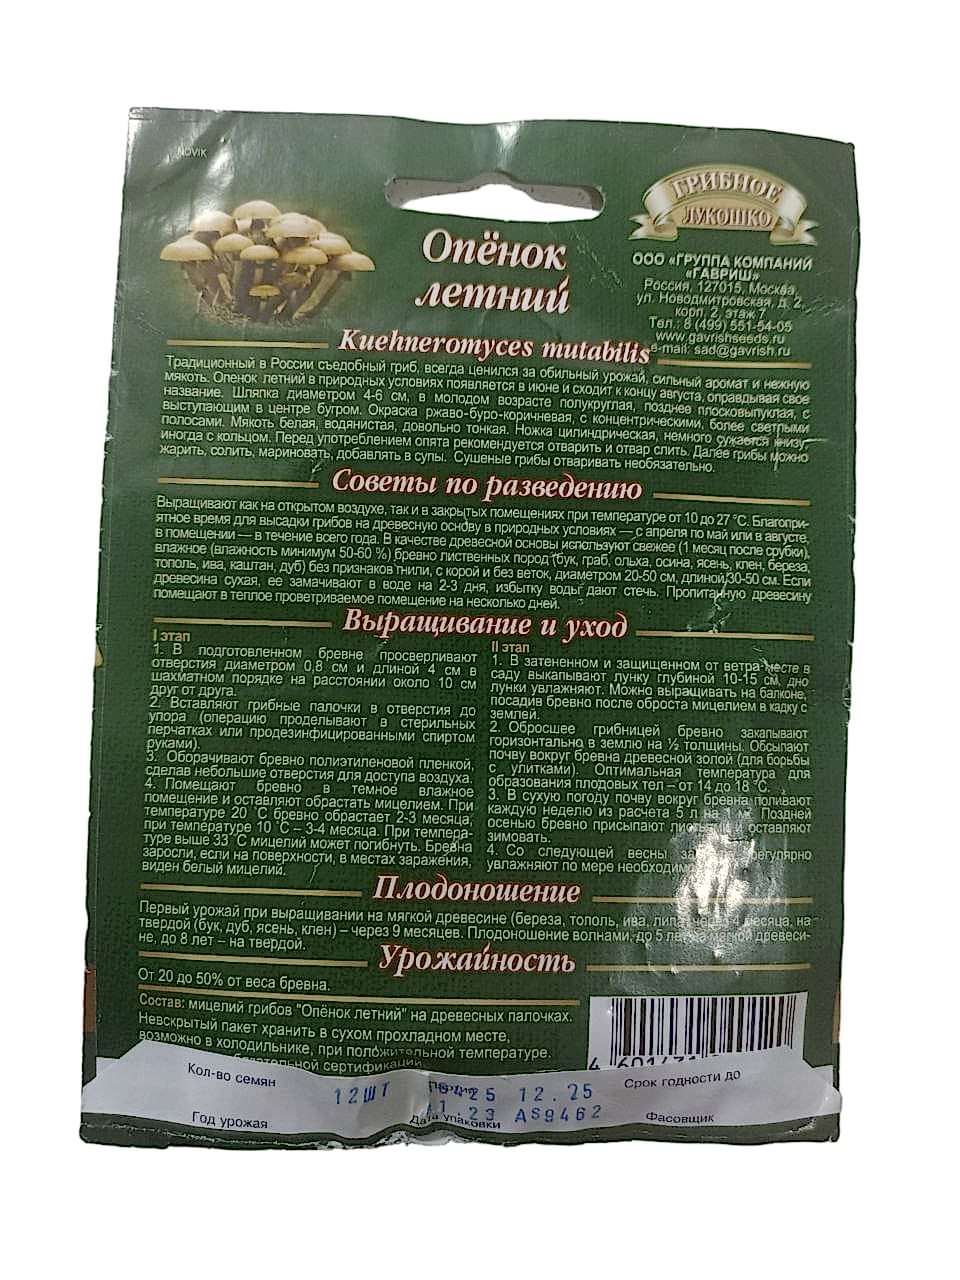 NOVIK
ГРИБНОЕ
ЛУКОШКО
Опёнок
летний
ООО «ГРУППА КОМПАНИЙ
«ГАВРИШ»
Россия, 127015, Москва,
ул. Новодмитровская, д. 2,
корп. 2, этаж 7
Тел.: 8 (499) 551-54-05
www.gavrishseeds.ru
e-mail: sad@gavrish.ru
Kuehneromyces mutabilis
Традиционный в России съедобный гриб, всегда ценился за обильный урожай, сильный аромат и нежную
мякоть. Опенок летний в природных условиях появляется в июне и сходит к концу августа, оправдывая свое
название. Шляпка диаметром 4-6 см, в молодом возрасте полукруглая, позднее плосковыпуклая, с
выступающим в центре бугром. Окраска ржаво-буро-коричневая, с концентрическими, более светлыми
полосами. Мякоть белая, водянистая, довольно тонкая. Ножка цилиндрическая, немного сужается книзу,
иногда с кольцом. Перед употреблением опята рекомендуется отварить и отвар слить. Далее грибы можно
жарить, солить, мариновать, добавлять в супы. Сушеные грибы отваривать необязательно.
Советы по разведению
Выращивают как на открытом воздухе, так и в закрытых помещениях при температуре от 10 до 27 °С. Благопри-
ятное время для высадки грибов на древесную основу в природных условиях — с апреля по май или в августе,
в помещении — в течение всего года. В качестве древесной основы используют свежее (1 месяц после срубки),
влажное (влажность минимум 50-60 %) бревно лиственных пород (бук, граб, ольха, осина, ясень, клен, береза,
тополь, ива, каштан, дуб) без признаков гнили, с корой и без веток, диаметром 20-50 см, длиной 30-50 см. Если
древесина сухая, ее замачивают в воде на 2-3 дня, избытку воды дают стечь. Пропитанную древесину
помещают в теплое проветриваемое помещение на несколько дней.
Выращивание и уход
I этап
1. В подготовленном бревне просверливают
отверстия диаметром 0,8 см и длиной 4 см в
шахматном порядке на расстоянии около 10 см
друг от друга.
2. Вставляют грибные палочки в отверстия до
упора (операцию проделывают в стерильных
перчатках или продезинфицированными спиртом
руками).
3. Оборачивают бревно полиэтиленовой пленкой,
сделав небольшие отверстия для доступа воздуха.
4. Помещают бревно в темное влажное
помещение и оставляют обрастать мицелием. При
температуре 20 °С бревно обрастает 2-3 месяца,
при температуре 10 °С – 3-4 месяца. При темпера-
туре выше 33 °С мицелий может погибнуть. Бревна
заросли, если на поверхности, в местах заражения,
виден белый мицелий.
II этап
1. В затененном и защищенном от ветра месте в
саду выкапывают лунку глубиной 10-15 см, дно
лунки увлажняют. Можно выращивать на балконе,
посадив бревно после оброста мицелием в кадку с
землей.
2. Обросшее грибницей бревно закапывают
горизонтально в землю на ½ толщины. Обсыпают
почву вокруг бревна древесной золой (для борьбы
с улитками). Оптимальная температура для
образования плодовых тел – от 14 до 18 °С.
3. В сухую погоду почву вокруг бревна поливают
каждую неделю из расчета 5 л на 1 м². Поздней
осенью бревно присыпают листьями и оставляют
зимовать.
4. Со следующей весны регулярно
увлажняют по мере необходимо
Плодоношение
Первый урожай при выращивании на мягкой древесине (береза, тополь, ива, липа) через 4 месяца, на
твердой (бук, дуб, ясень, клен) – через 9 месяцев. Плодоношение волнами, до 5 лет на мягкой древеси-
не, до 8 лет – на твердой.
Урожайность
От 20 до 50% от веса бревна.
Состав: мицелий грибов "Опёнок летний" на древесных палочках.
Невскрытый пакет хранить в сухом прохладном месте,
возможно в холодильнике, при положительной температуре.
сертификации
Кол-во семян
12ШТ
Партия
12.25
Срок годности до
Год урожая
Дата упаковки
AS9462
Фасовщик